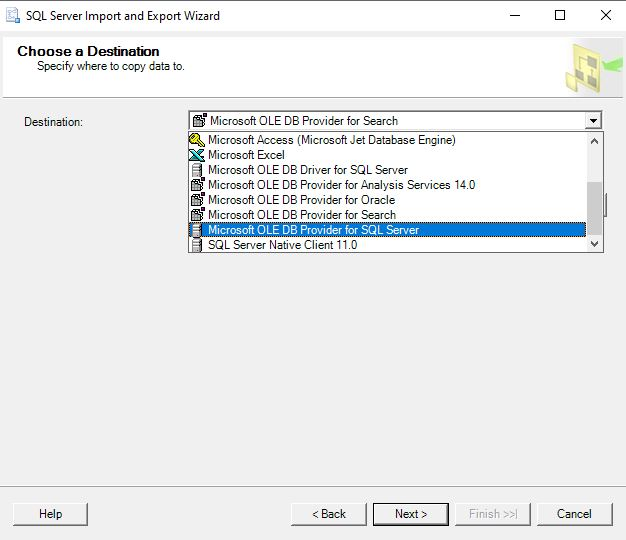 SQL Server Import and Export Wizard
Choose a Destination
Specify where to copy data to.
Destination:
Microsoft OLE DB Provider for Search
Microsoft Access (Microsoft Jet Database Engine)
Microsoft Excel
Microsoft OLE DB Driver for SQL Server
Microsoft OLE DB Provider for Analysis Services 14.0
Microsoft OLE DB Provider for Oracle
Microsoft OLE DB Provider for Search
Microsoft OLE DB Provider for SQL Server
SQL Server Native Client 11.0
Help
< Back
Next >
Finish >>|
Cancel